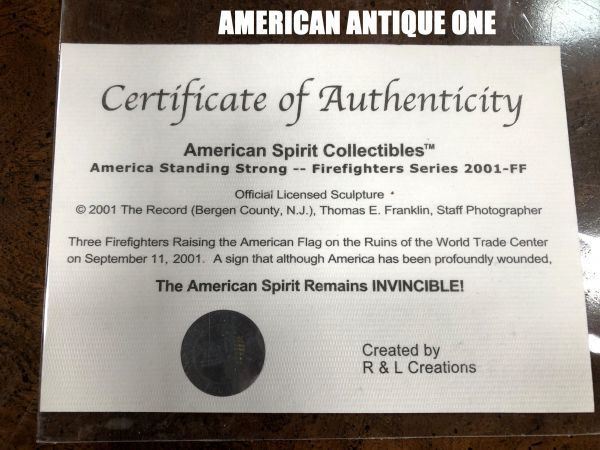 AMERICAN ANTIQUE ONE
Certificate of Authenticity
American Spirit Collectibles™
America Standing Strong -- Firefighters Series 2001-FF
Official Licensed Sculpture
© 2001 The Record (Bergen County, N.J.), Thomas E. Franklin, Staff Photographer
Three Firefighters Raising the American Flag on the Ruins of the World Trade Center
on September 11, 2001. A sign that although America has been profoundly wounded,
The American Spirit Remains INVINCIBLE!
Created by
R & L Creations